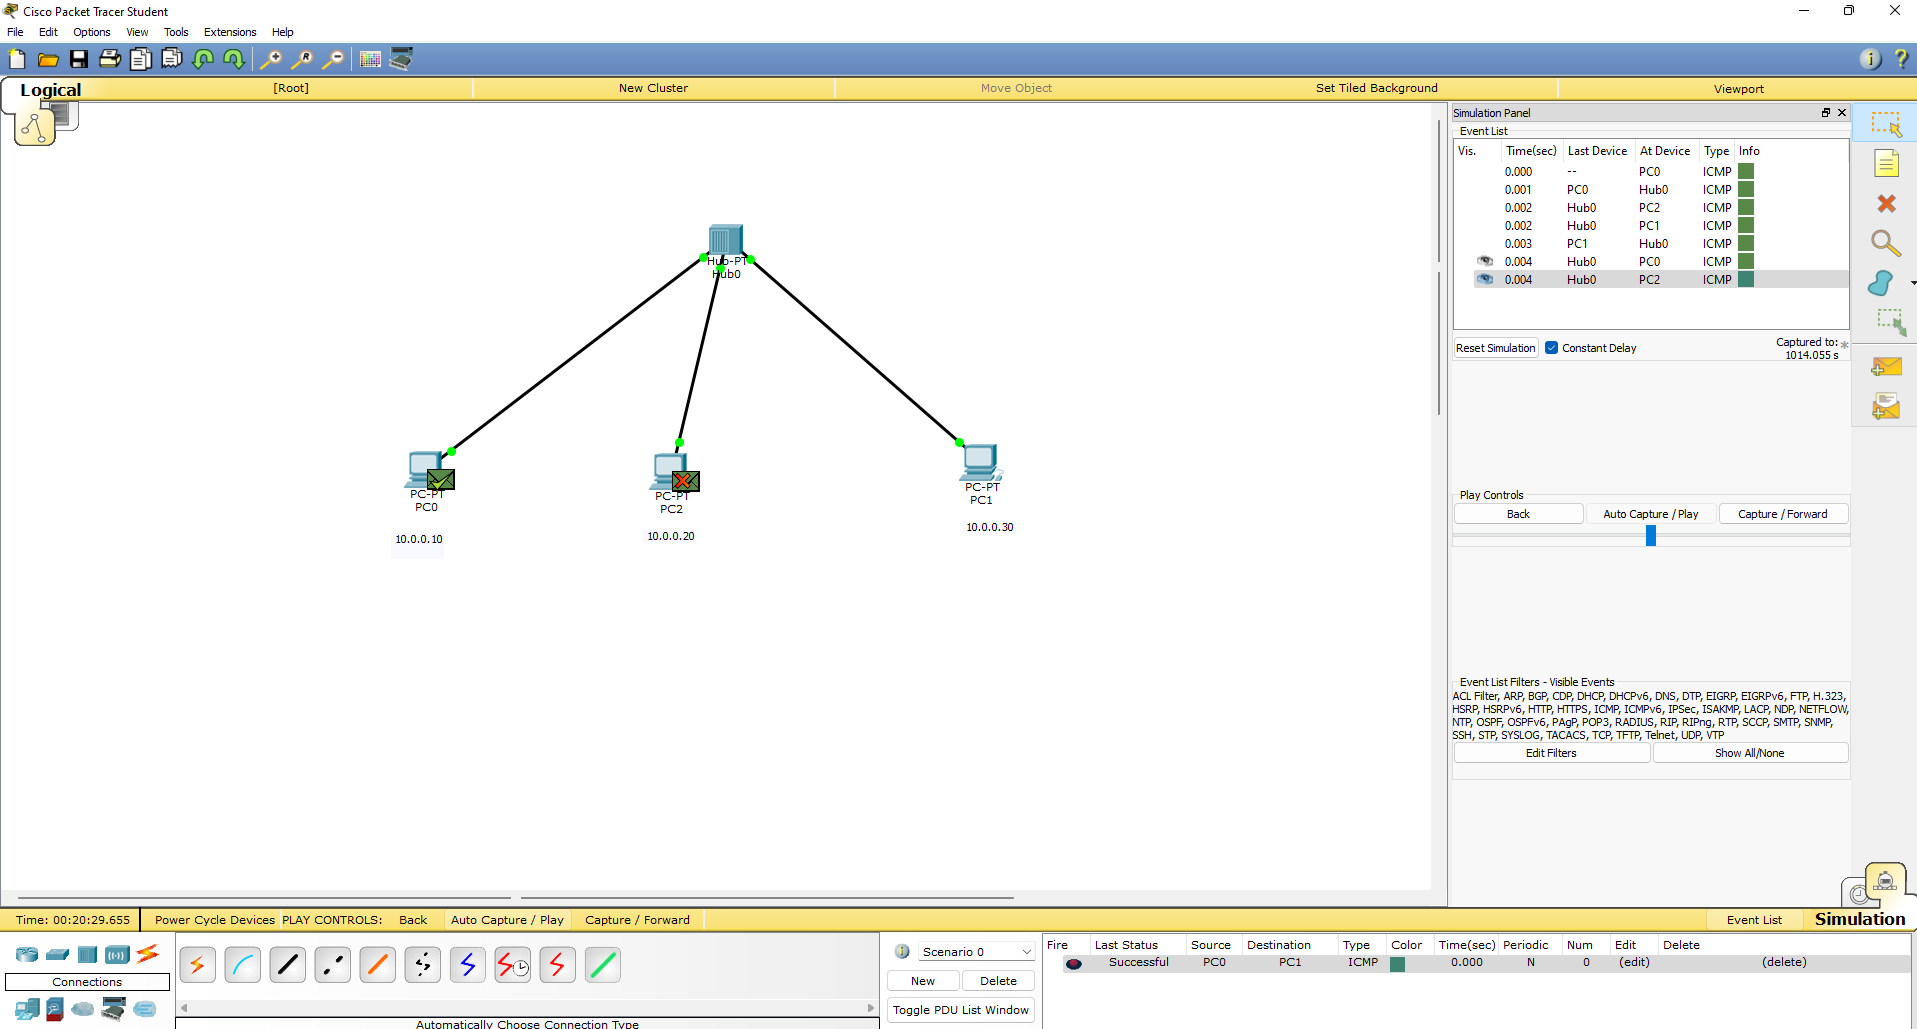 Cisco Packet Tracer Student
File Edit Options View Tools Extensions Help
Logical [Root] New Cluster Move Object Set Tiled Background Viewport
Hub-PT
Hub0
PC-PT
PC0
10.0.0.10
PC-PT
PC2
10.0.0.20
PC-PT
PC1
10.0.0.30
Simulation Panel
Event List
Vis. Time(sec) Last Device At Device Type Info
0.000 -- PC0 ICMP
0.001 PC0 Hub0 ICMP
0.002 Hub0 PC2 ICMP
0.002 Hub0 PC1 ICMP
0.003 PC1 Hub0 ICMP
0.004 Hub0 PC0 ICMP
0.004 Hub0 PC2 ICMP
Reset Simulation Constant Delay Captured to: *
1014.055 s
Play Controls
Back Auto Capture / Play Capture / Forward
Event List Filters - Visible Events
ACL Filter, ARP, BGP, CDP, DHCP, DHCPv6, DNS, DTP, EIGRP, EIGRPv6, FTP, H.323,
HSRP, HSRPv6, HTTP, HTTPS, ICMP, ICMPv6, IPSec, ISAKMP, LACP, NDP, NETFLOW,
NTP, OSPF, OSPFv6, PAgP, POP3, RADIUS, RIP, RIPng, RTP, SCCP, SMTP, SNMP,
SSH, STP, SYSLOG, TACACS, TCP, TFTP, Telnet, UDP, VTP
Edit Filters Show All/None
Time: 00:20:29.655 Power Cycle Devices PLAY CONTROLS: Back Auto Capture / Play Capture / Forward Event List Simulation
Connections
Automatically Choose Connection Type
Scenario 0
New Delete
Toggle PDU List Window
Fire Last Status Source Destination Type Color Time(sec) Periodic Num Edit Delete
Successful PC0 PC1 ICMP 0.000 N 0 (edit) (delete)